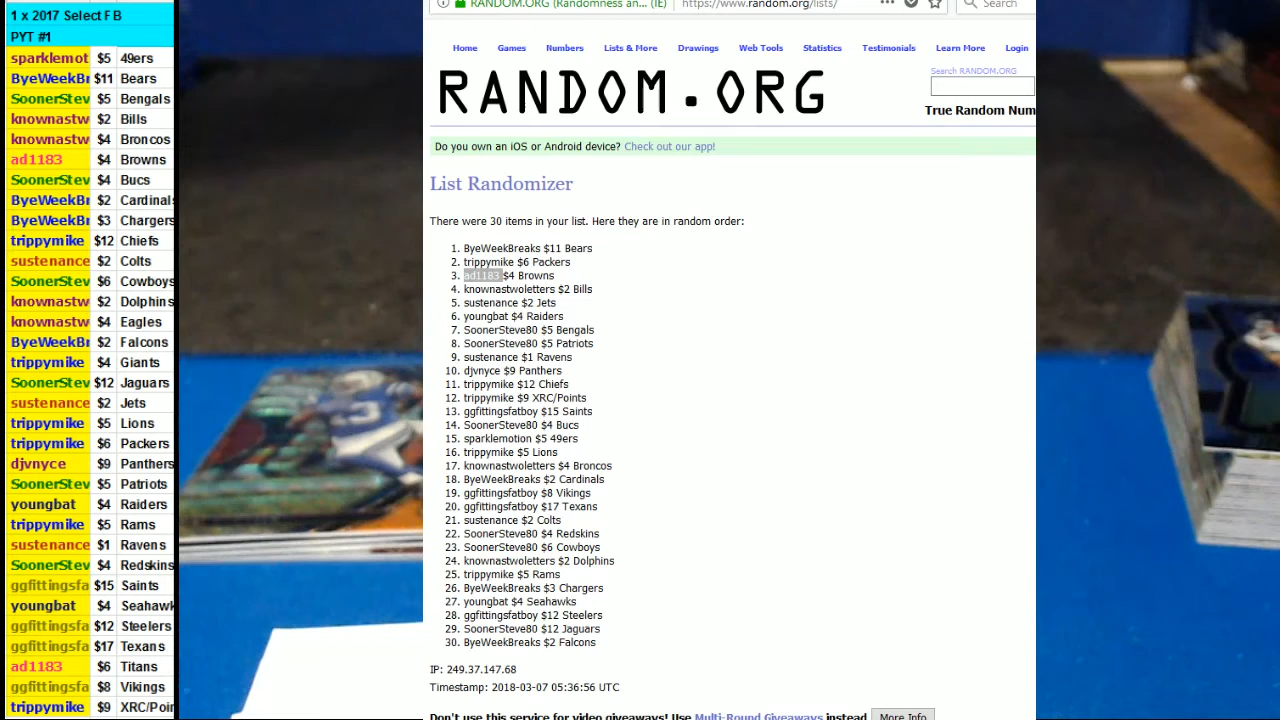 1 x 2017 Select F B
PYT #1
sparklemot $5 49ers
ByeWeekBr $11 Bears
SoonerStev $5 Bengals
knownastw $2 Bills
knownastw $4 Broncos
ad1183 $4 Browns
SoonerStev $4 Bucs
ByeWeekBr $2 Cardinals
ByeWeekBr $3 Chargers
trippymike $12 Chiefs
sustenance $2 Colts
SoonerStev $6 Cowboys
knownastw $2 Dolphins
knownastw $4 Eagles
ByeWeekBr $2 Falcons
trippymike $4 Giants
SoonerStev $12 Jaguars
sustenance $2 Jets
trippymike $5 Lions
trippymike $6 Packers
djvnyce $9 Panthers
SoonerStev $5 Patriots
youngbat $4 Raiders
trippymike $5 Rams
sustenance $1 Ravens
SoonerStev $4 Redskins
ggfittingsfa $15 Saints
youngbat $4 Seahawk
ggfittingsfa $12 Steelers
ggfittingsfa $17 Texans
ad1183 $6 Titans
ggfittingsfa $8 Vikings
trippymike $9 XRC/Poin
RANDOM.ORG (Randomness an... (IE) https://www.random.org/lists/ Search
Home Games Numbers Lists & More Drawings Web Tools Statistics Testimonials Learn More Login
RANDOM.ORG
Search RANDOM.ORG
True Random Num
Do you own an iOS or Android device? Check out our app!
List Randomizer
There were 30 items in your list. Here they are in random order:
1. ByeWeekBreaks $11 Bears
2. trippymike $6 Packers
3. ad1183 $4 Browns
4. knownastwoletters $2 Bills
5. sustenance $2 Jets
6. youngbat $4 Raiders
7. SoonerSteve80 $5 Bengals
8. SoonerSteve80 $5 Patriots
9. sustenance $1 Ravens
10. djvnyce $9 Panthers
11. trippymike $12 Chiefs
12. trippymike $9 XRC/Points
13. ggfittingsfatboy $15 Saints
14. SoonerSteve80 $4 Bucs
15. sparklemotion $5 49ers
16. trippymike $5 Lions
17. knownastwoletters $4 Broncos
18. ByeWeekBreaks $2 Cardinals
19. ggfittingsfatboy $8 Vikings
20. ggfittingsfatboy $17 Texans
21. sustenance $2 Colts
22. SoonerSteve80 $4 Redskins
23. SoonerSteve80 $6 Cowboys
24. knownastwoletters $2 Dolphins
25. trippymike $5 Rams
26. ByeWeekBreaks $3 Chargers
27. youngbat $4 Seahawks
28. ggfittingsfatboy $12 Steelers
29. SoonerSteve80 $12 Jaguars
30. ByeWeekBreaks $2 Falcons
IP: 249.37.147.68
Timestamp: 2018-03-07 05:36:56 UTC
Don't use this service for video giveaways! Use Multi-Round Giveaways instead More Info